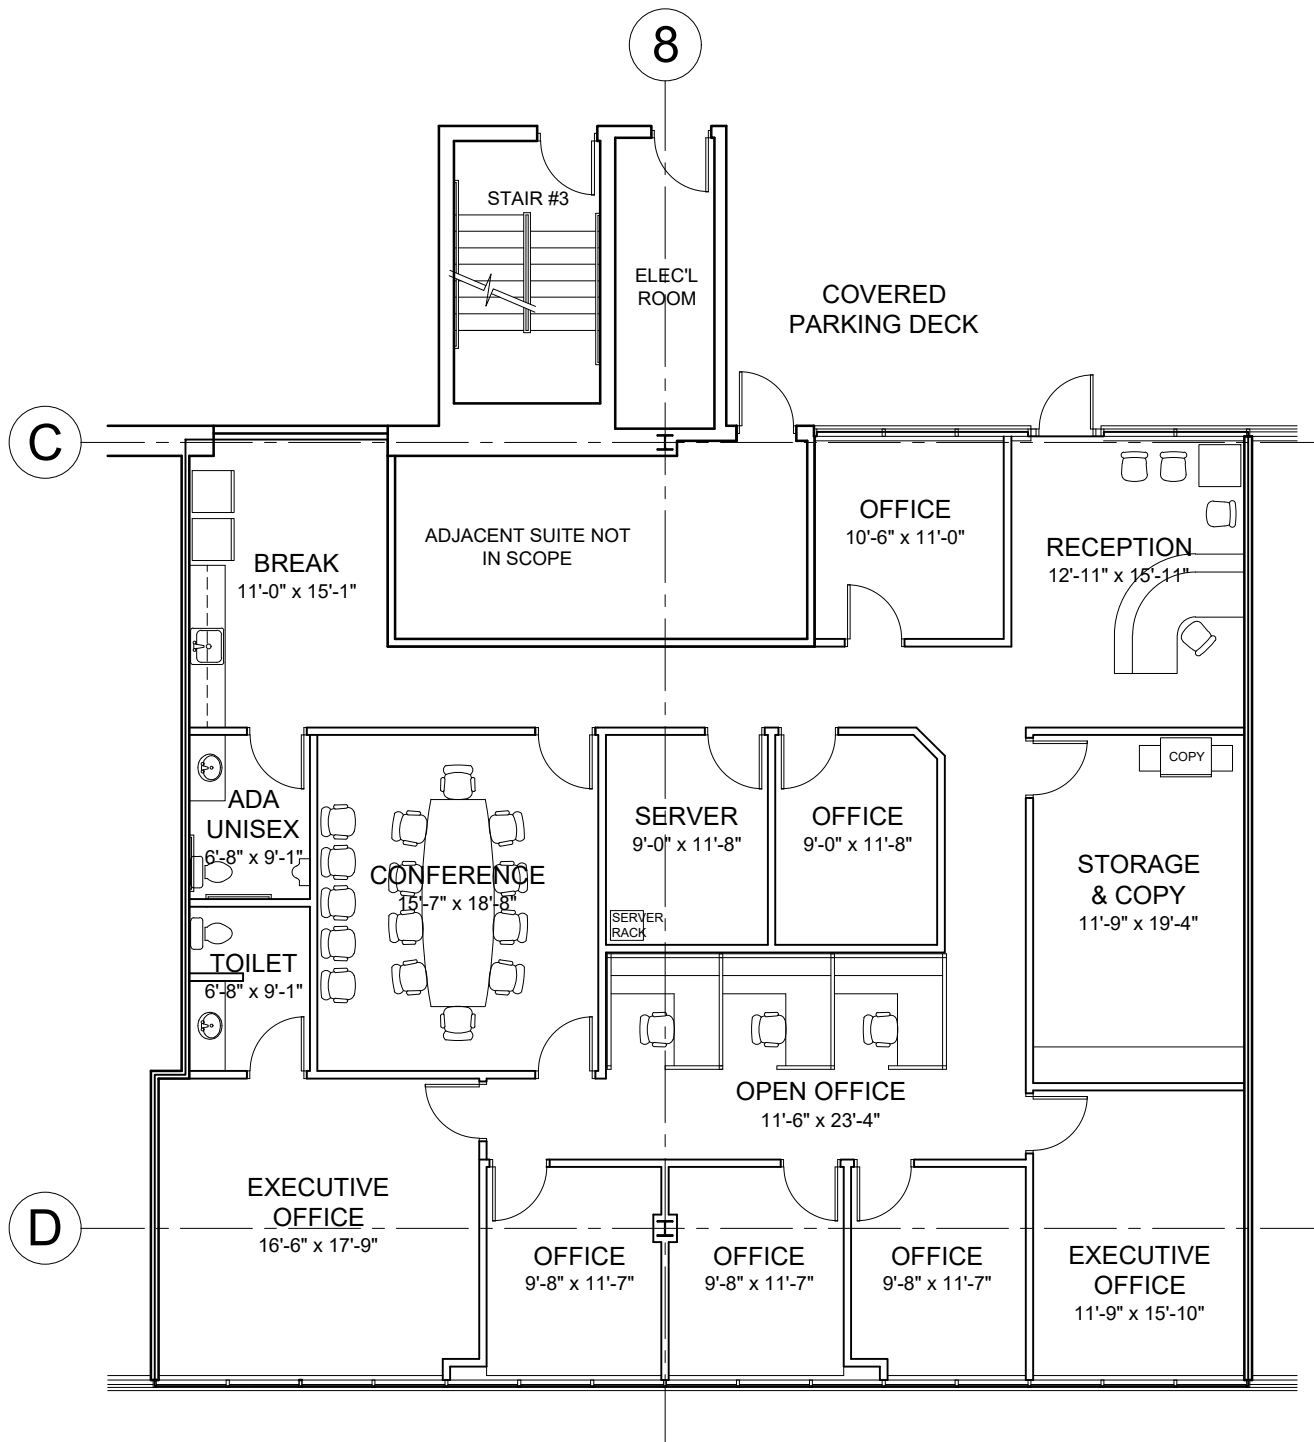 8
STAIR #3
ELEC'L
ROOM
COVERED
PARKING DECK
C
OFFICE
10'-6" x 11'-0"
ADJACENT SUITE NOT
IN SCOPE
RECEPTION
12'-11" x 15'-11"
BREAK
11'-0" x 15'-1"
COPY
ADA
UNISEX
6'-8" x 9'-1"
SERVER
9'-0" x 11'-8"
OFFICE
9'-0" x 11'-8"
CONFERENCE
15'-7" x 18'-8"
STORAGE
& COPY
11'-9" x 19'-4"
SERVER
RACK
TOILET
6'-8" x 9'-1"
OPEN OFFICE
11'-6" x 23'-4"
EXECUTIVE
OFFICE
16'-6" x 17'-9"
D
OFFICE
9'-8" x 11'-7"
OFFICE
9'-8" x 11'-7"
OFFICE
9'-8" x 11'-7"
EXECUTIVE
OFFICE
11'-9" x 15'-10"